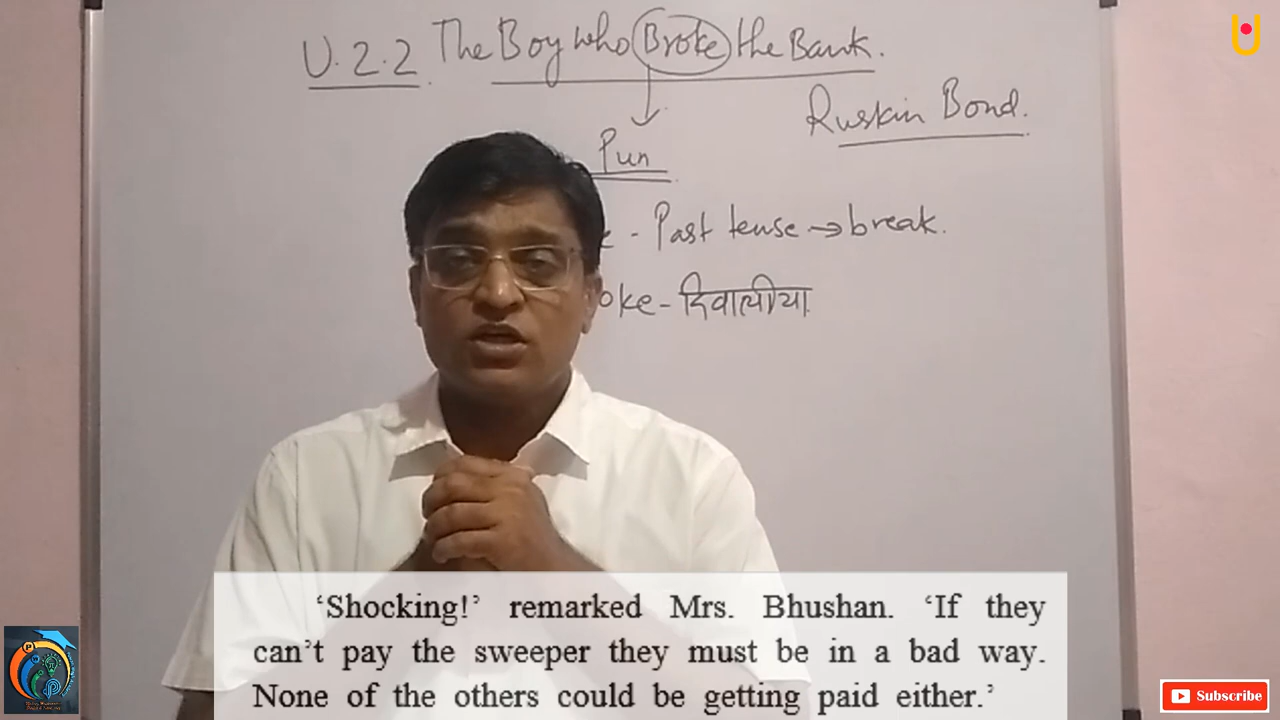 U. 2.2 The Boy who Broke the Bank.
Ruskin Bond.
Pun
- Past tense → break.
oke - दिवालीया
‘Shocking!’ remarked Mrs. Bhushan. ‘If they
can’t pay the sweeper they must be in a bad way.
None of the others could be getting paid either.’
Subscribe